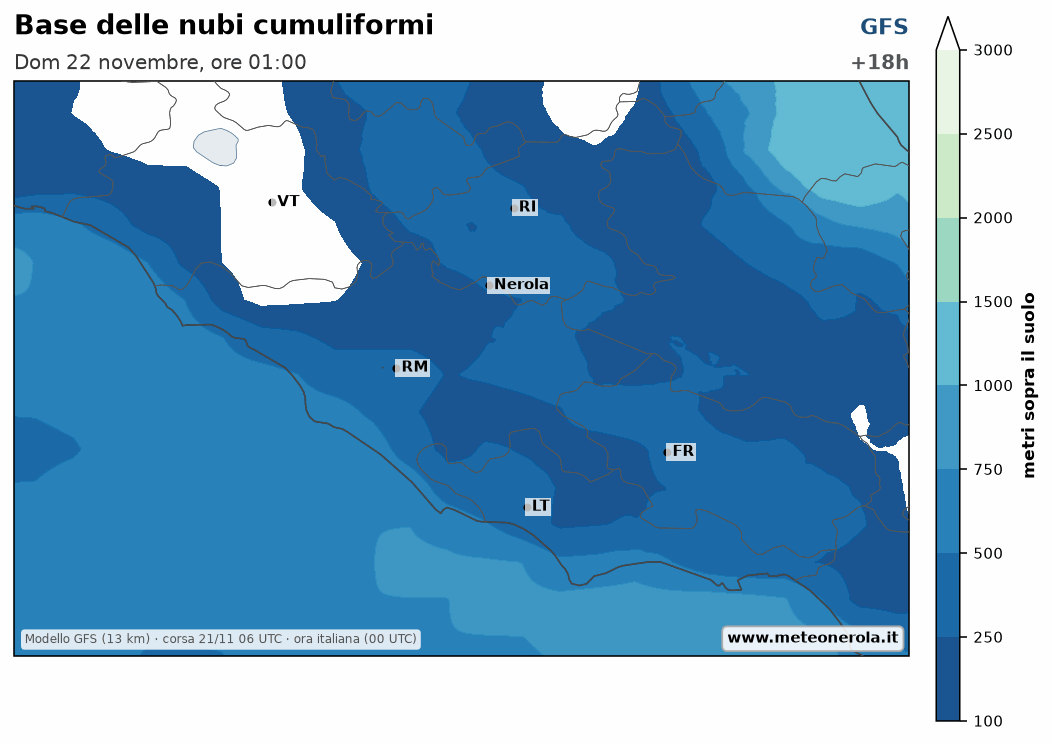 Base delle nubi cumuliformi
GFS
Dom 22 novembre, ore 01:00
+18h
VT
RI
Nerola
RM
FR
LT
Modello GFS (13 km) · corsa 21/11 06 UTC · ora italiana (00 UTC)
www.meteonerola.it
3000
2500
2000
1500
1000
750
500
250
100
metri sopra il suolo